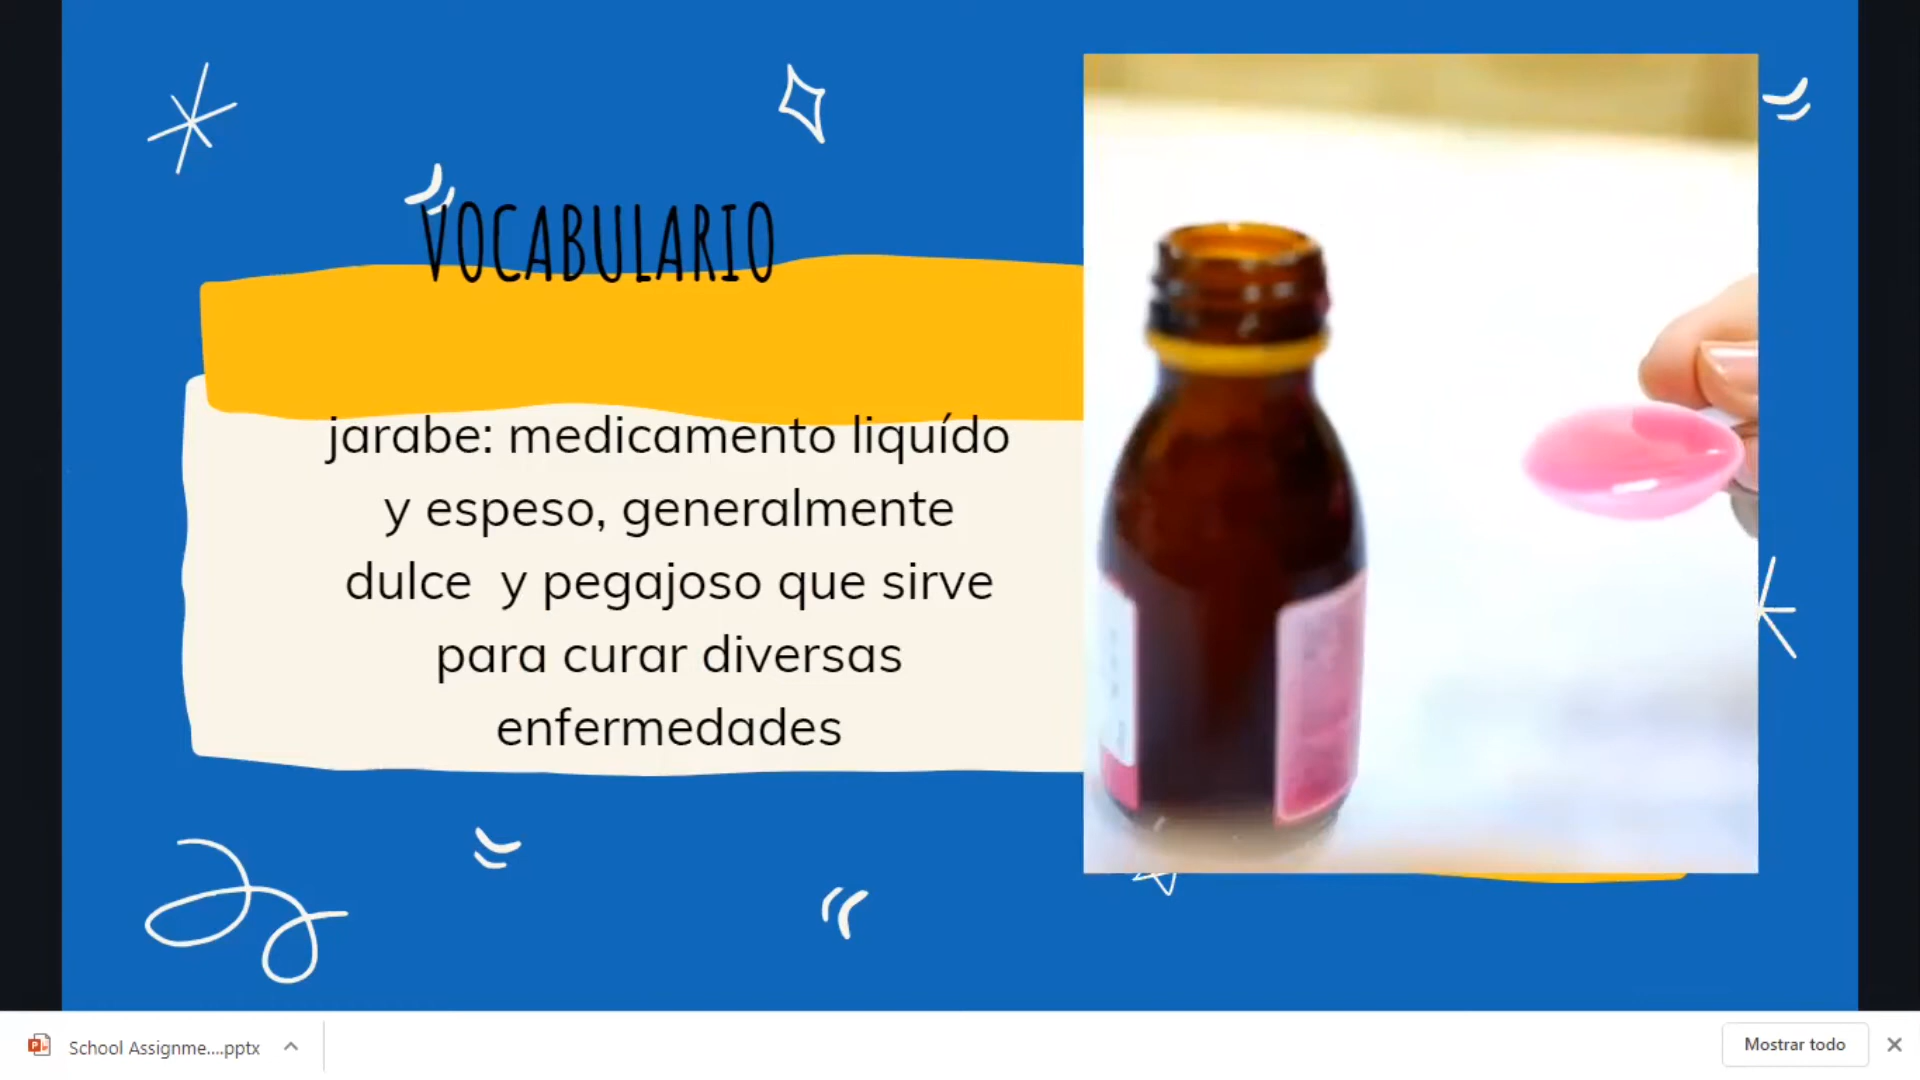 VOCABULARIO
jarabe: medicamento liquído
y espeso, generalmente
dulce y pegajoso que sirve
para curar diversas
enfermedades
School Assignme....pptx
Mostrar todo